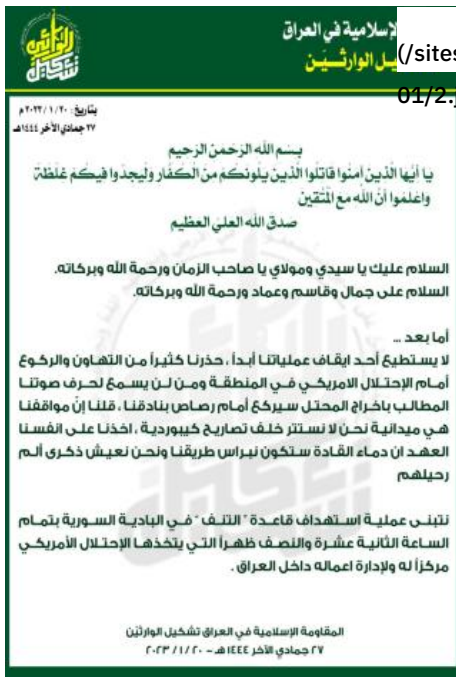 لإسلامية في العراق
يل الوارثـيـن
(/sites
01/2.j
بتاريخ: ٢٠٢٣/١/٢٠م
٢٧ جمادي الآخر ١٤٤٤هـ
بسم الله الرحمن الرحيم
يا أيها الذين آمنوا قاتلوا الذين يلونكم من الكفار وليجدوا فيكم غلظة
واعلموا أن الله مع المتقين
صدق الله العلي العظيم
السلام عليك يا سيدي ومولاي يا صاحب الزمان ورحمة الله وبركاته.
السلام على جمال وقاسم وعماد ورحمة الله وبركاته.
أما بعد ...
لا يستطيع أحد ايقاف عملياتنا أبداً، حذرنا كثيراً من التهاون والركوع
أمام الإحتلال الامريكي في المنطقة ومن لن يسمع لحرف صوتنا
المطالب باخراج المحتل سيركع أمام رصاص بنادقنا، قلنا إن مواقفنا
هي ميدانية نحن لا نستتر خلف تصاريح كيبوردية، اخذنا على انفسنا
العهد ان دماء القادة ستكون نبراس طريقنا ونحن نعيش ذكرى ألم
رحيلهم
نتبنى عملية استهداف قاعدة "التنف" في البادية السورية بتمام
الساعة الثانية عشرة والنصف ظهراً التي يتخذها الإحتلال الأمريكي
مركزاً له ولإدارة اعماله داخل العراق.
المقاومة الإسلامية في العراق تشكيل الوارثين
٢٧ جمادي الآخر ١٤٤٤هـ - ٢٠ / ١ / ٢٠٢٣